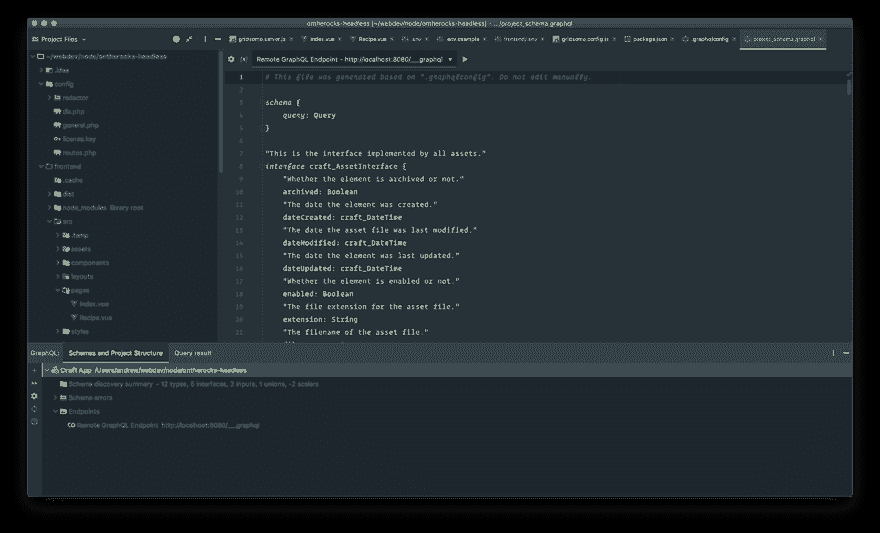 omherocks-headless [~/webdev/node/omherocks-headless] - .../project_schema.graphql
Project Files
gridsome.server.js
Index.vue
Recipe.vue
.env
.env.example
frontend/.env
gridsome.config.js
package.json
.graphqlconfig
project_schema.graphql
~/webdev/node/omherocks-headless
Remote GraphQL Endpoint - http://localhost:8080/___graphql
.idea
config
redactor
db.php
general.php
license.key
routes.php
frontend
.cache
dist
node_modules library root
src
.temp
assets
components
layouts
pages
Index.vue
Recipe.vue
styles
1 # This file was generated based on ".graphqlconfig". Do not edit manually.
2
3 schema {
4 query: Query
5 }
6
7 "This is the interface implemented by all assets."
8 interface craft_AssetInterface {
9 "Whether the element is archived or not."
10 archived: Boolean
11 "The date the element was created."
12 dateCreated: craft_DateTime
13 "The date the asset file was last modified."
14 dateModified: craft_DateTime
15 "The date the element was last updated."
16 dateUpdated: craft_DateTime
17 "Whether the element is enabled or not."
18 enabled: Boolean
19 "The file extension for the asset file."
20 extension: String
21 "The filename of the asset file."
GraphQL: Schemas and Project Structure Query result
Craft App /Users/andrew/webdev/node/omherocks-headless
Schema discovery summary - 12 types, 5 interfaces, 3 inputs, 1 unions, -2 scalars
Schema errors
Endpoints
Remote GraphQL Endpoint http://localhost:8080/___graphql